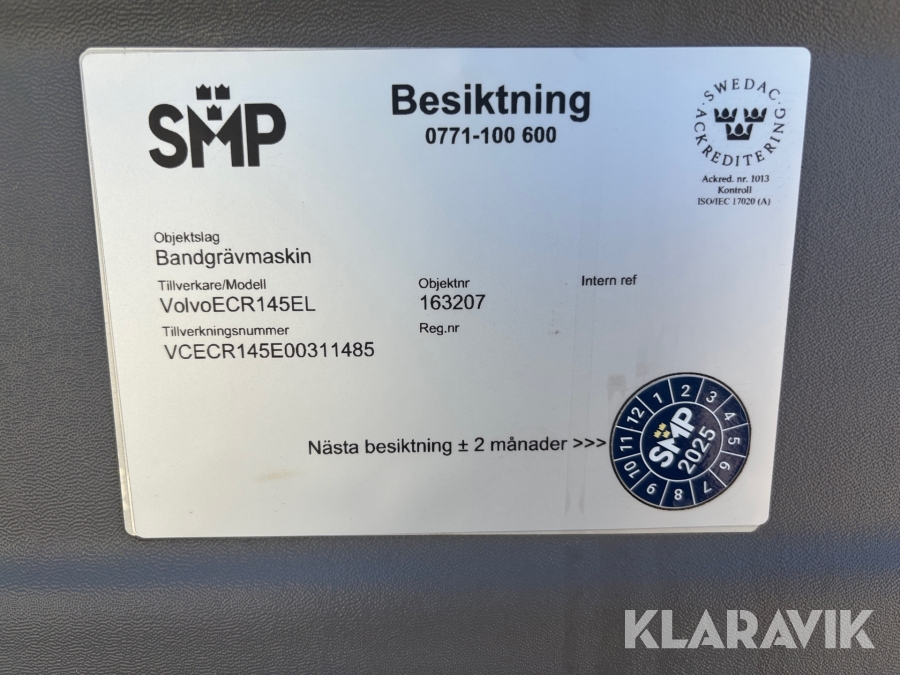 SMP
Besiktning
0771-100 600
SWEDAC
ACKREDITERING
Ackred. nr. 1013
Kontroll
ISO/IEC 17020 (A)
Objektslag
Bandgrävmaskin
Tillverkare/Modell
VolvoECR145EL
Objektnr
163207
Intern ref
Tillverkningsnummer
VCECR145E00311485
Reg.nr
Nästa besiktning ± 2 månader >>>
1 2 3 4 5 6 7 8 9 10 11 12
SMP
2025
KLARAVIK